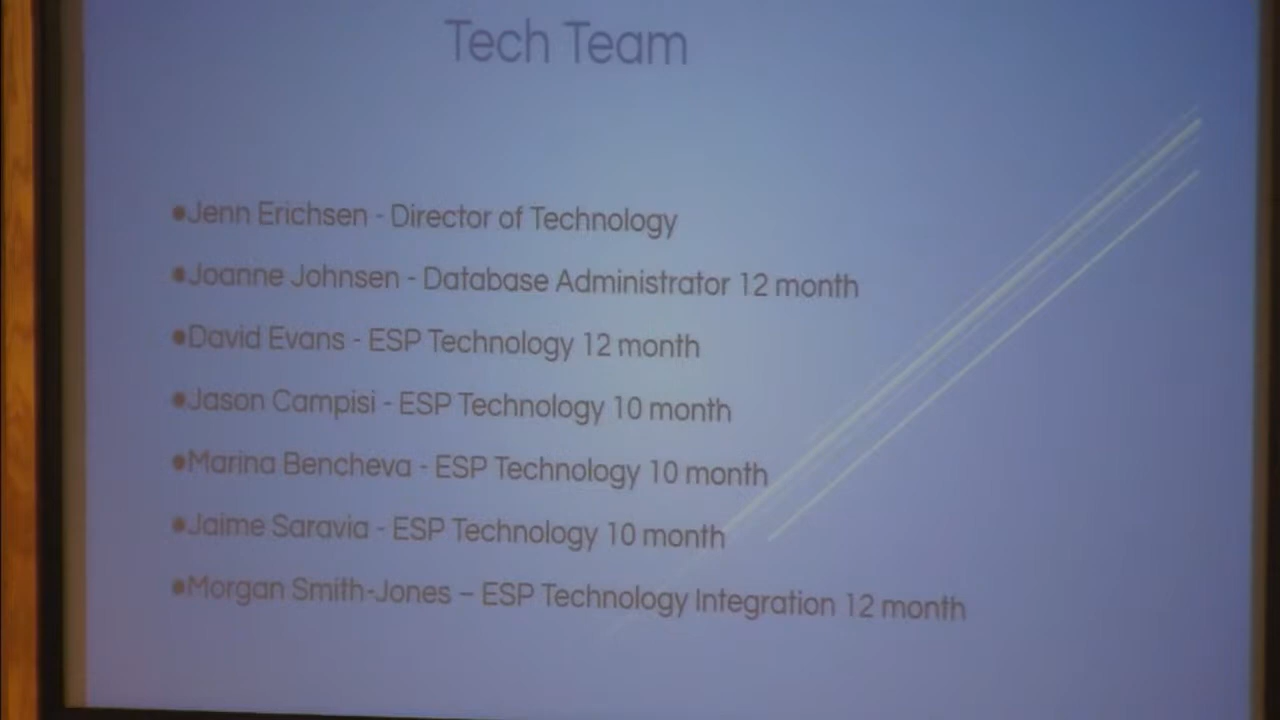 Tech Team
•Jenn Erichsen - Director of Technology
•Joanne Johnsen - Database Administrator 12 month
•David Evans - ESP Technology 12 month
•Jason Campisi - ESP Technology 10 month
•Marina Bencheva - ESP Technology 10 month
•Jaime Saravia - ESP Technology 10 month
•Morgan Smith-Jones – ESP Technology Integration 12 month